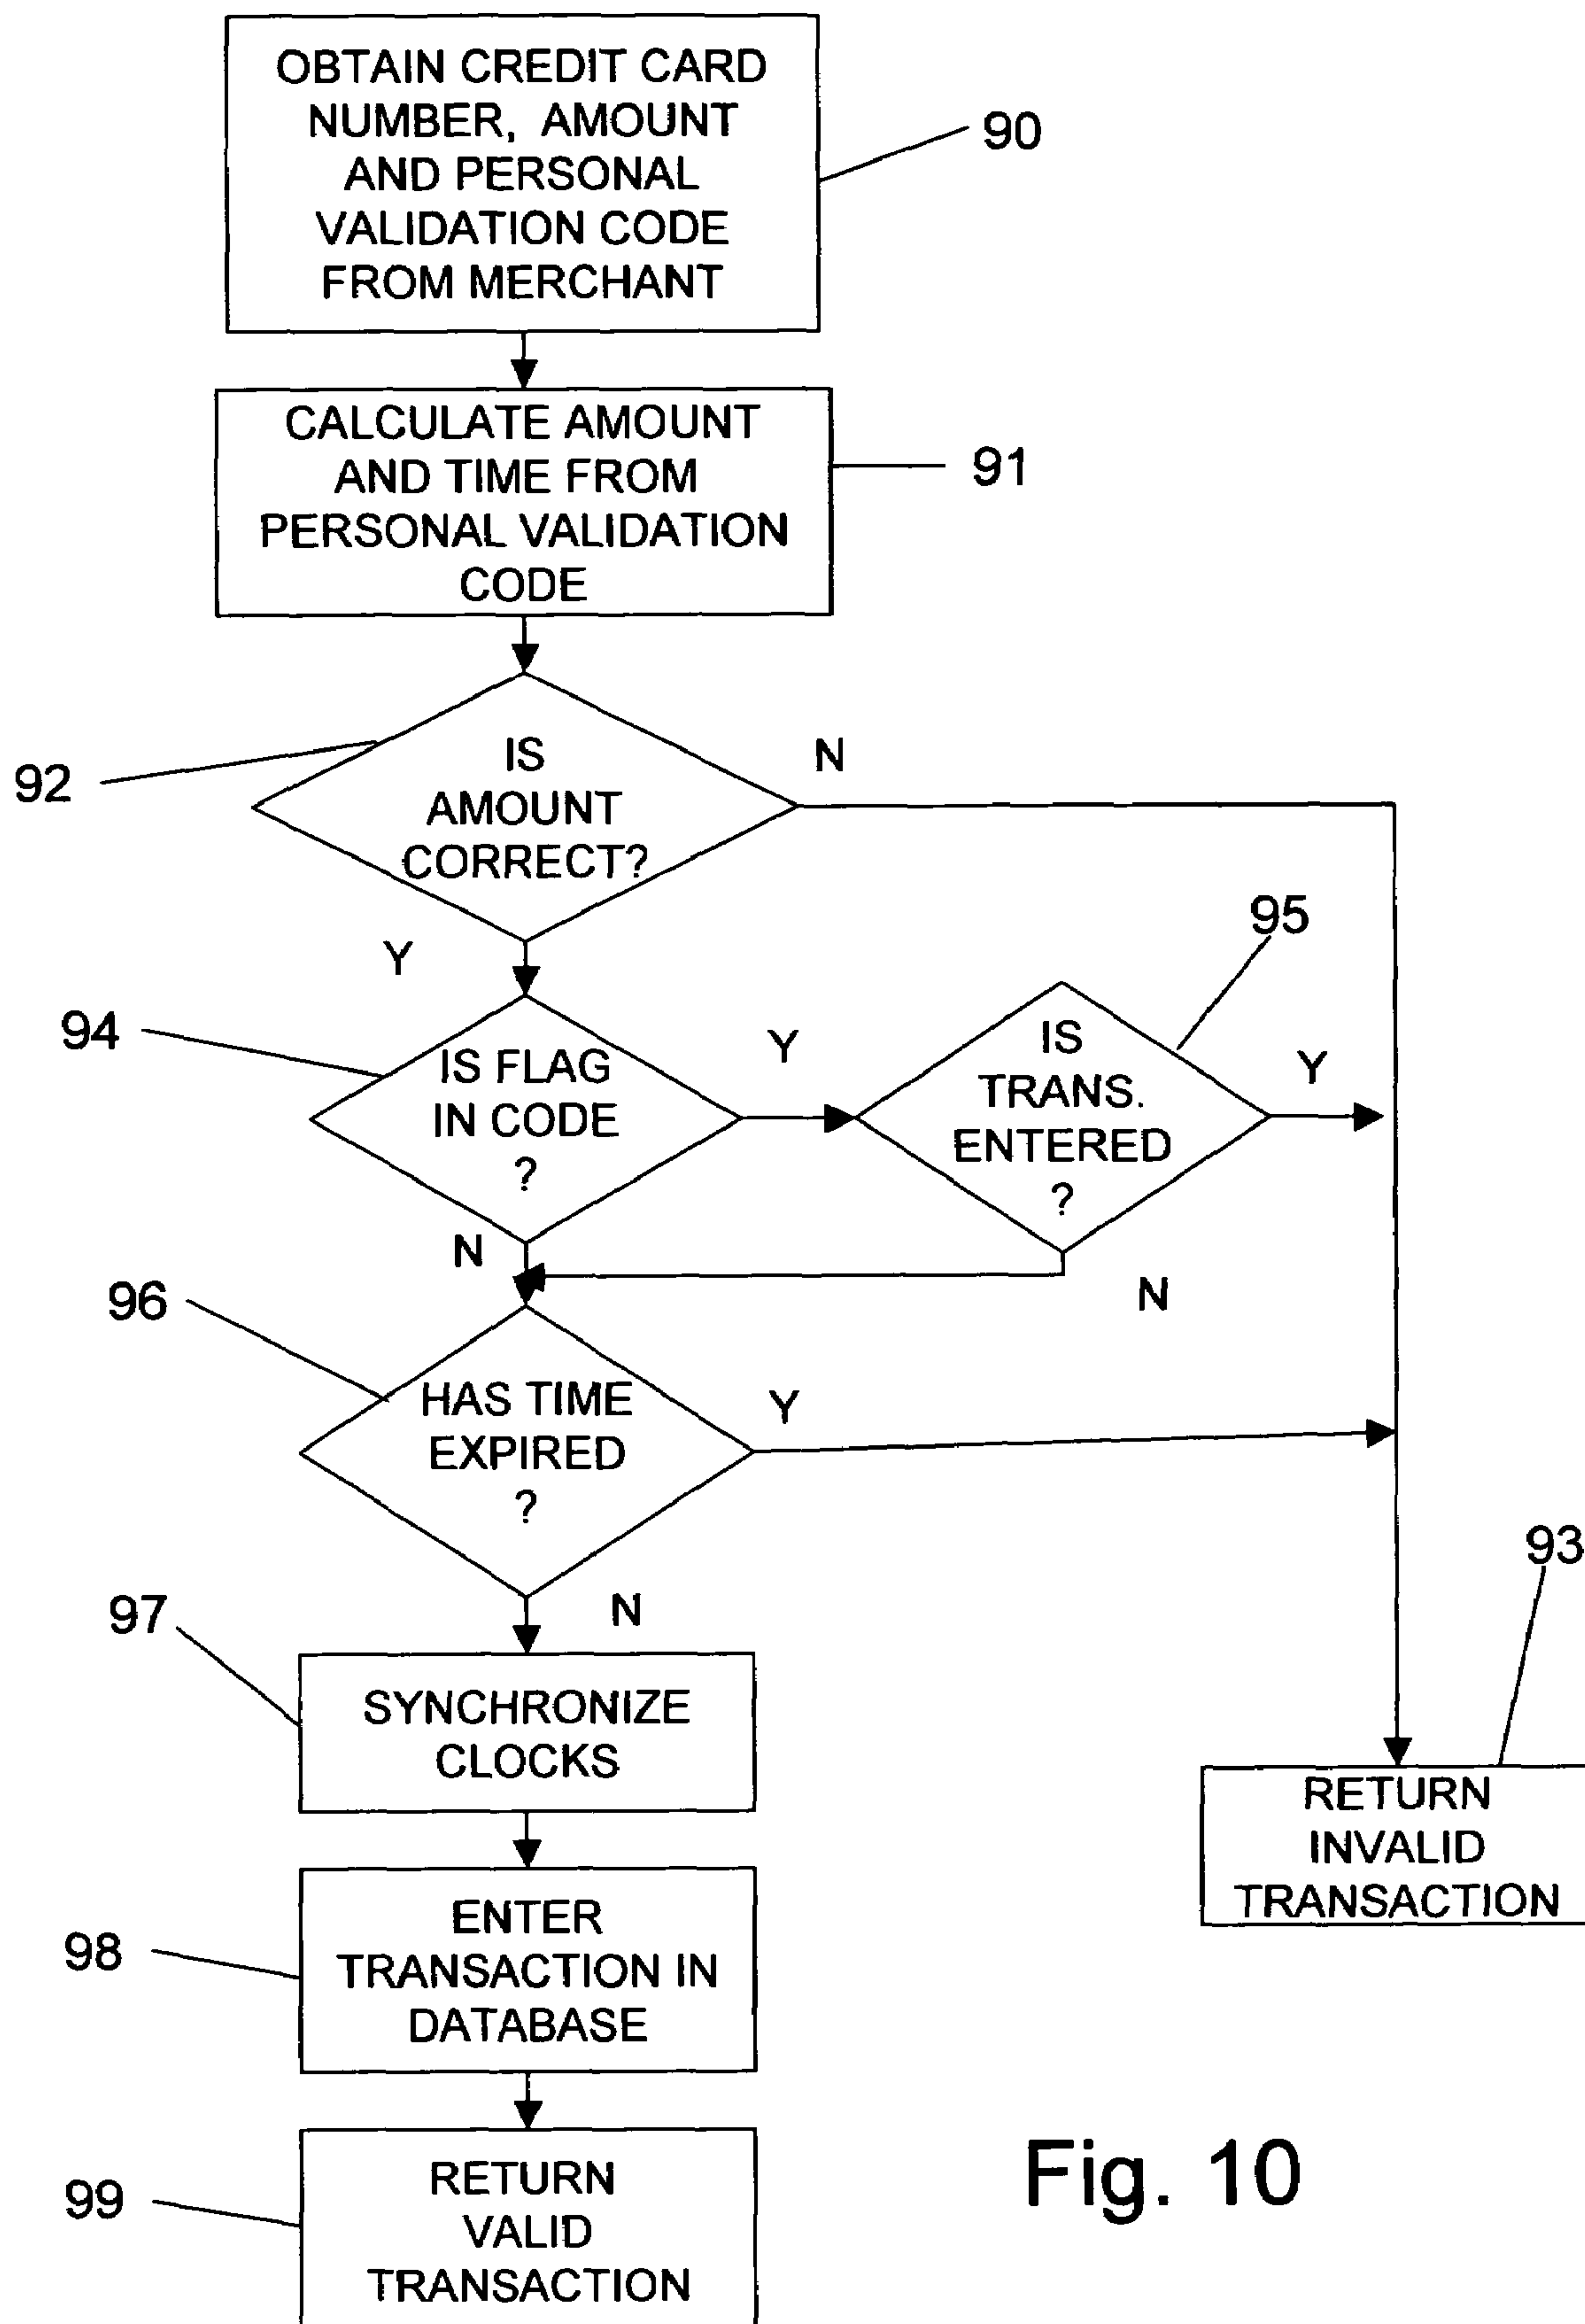 OBTAIN CREDIT CARD
NUMBER, AMOUNT
AND PERSONAL
VALIDATION CODE
FROM MERCHANT
90
CALCULATE AMOUNT
AND TIME FROM
PERSONAL VALIDATION
CODE
91
92
IS
AMOUNT
CORRECT?
N
Y
94
IS FLAG
IN CODE
?
Y
N
95
IS
TRANS.
ENTERED
?
Y
N
96
HAS TIME
EXPIRED
?
Y
N
93
RETURN
INVALID
TRANSACTION
97
SYNCHRONIZE
CLOCKS
98
ENTER
TRANSACTION IN
DATABASE
99
RETURN
VALID
TRANSACTION
Fig. 10